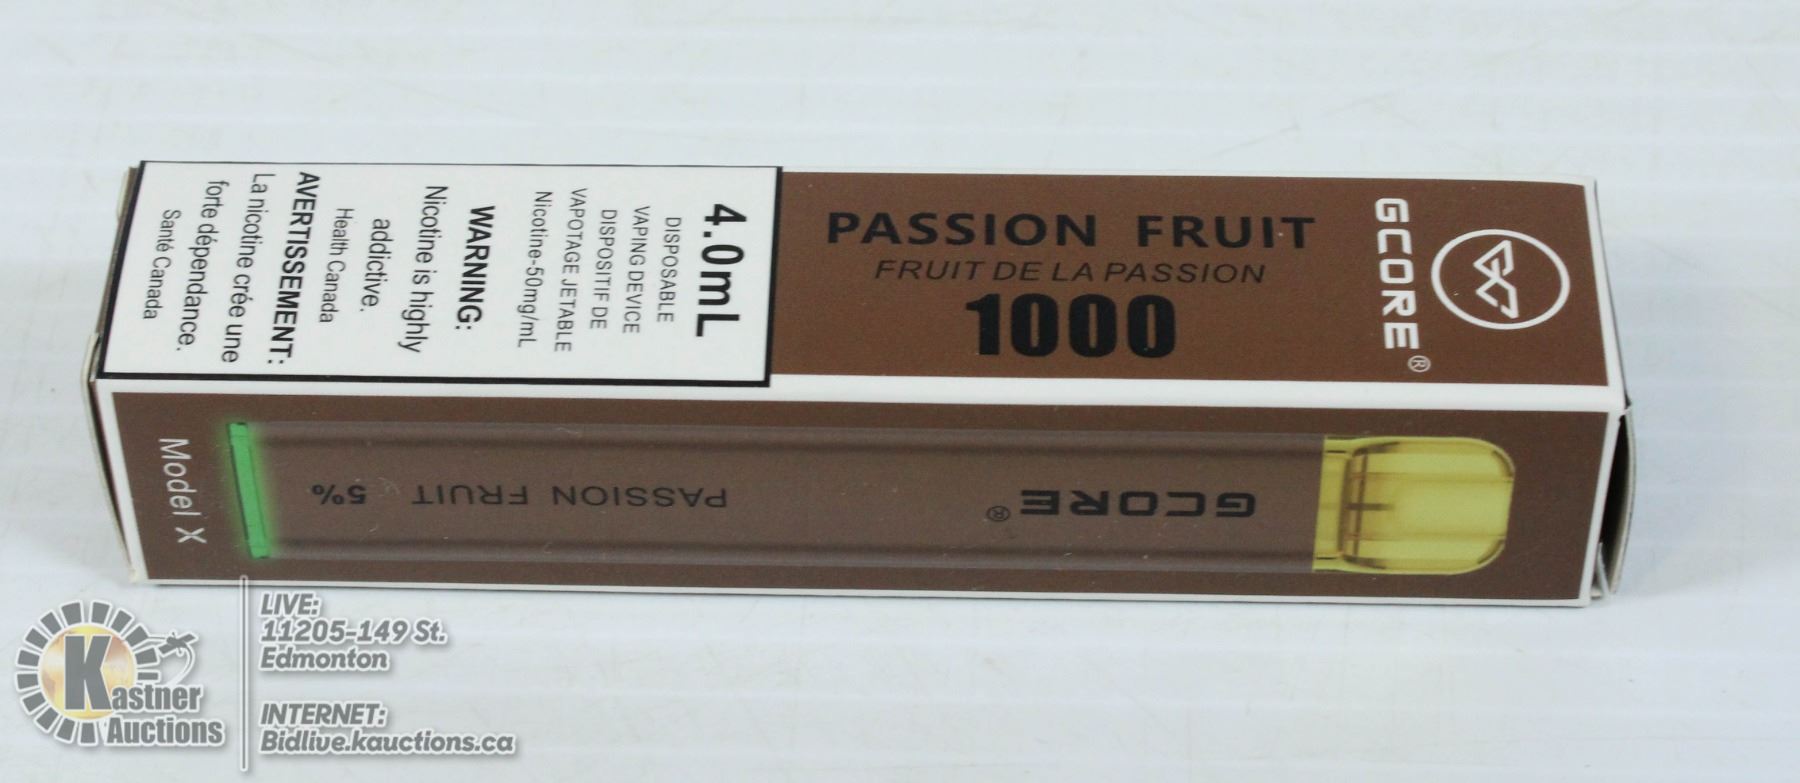 GCORE®
PASSION FRUIT
FRUIT DE LA PASSION
1000
4.0mL
DISPOSABLE
VAPING DEVICE
DISPOSITIF DE
VAPOTAGE JETABLE
Nicotine-50mg/mL
WARNING:
Nicotine is highly
addictive.
Health Canada
AVERTISSEMENT:
La nicotine crée une
forte dépendance.
Santé Canada
GCORE®
PASSION FRUIT 5%
Model X
Kastner
Auctions
LIVE:
11205-149 St.
Edmonton
INTERNET:
Bidlive.kauctions.ca